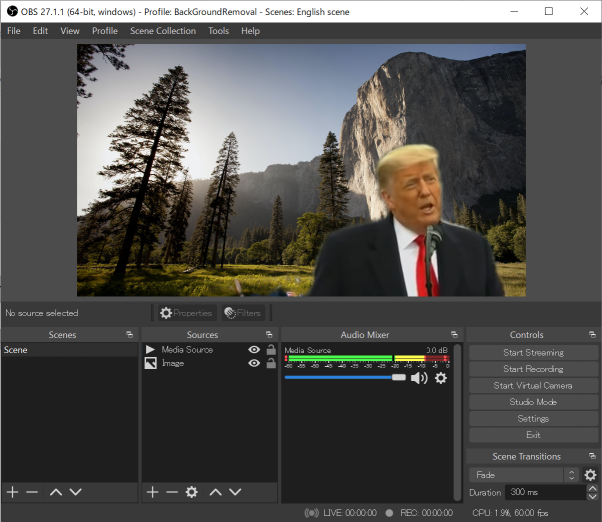 OBS 27.1.1 (64-bit, windows) - Profile: BackGroundRemoval - Scenes: English scene
File Edit View Profile Scene Collection Tools Help
No source selected Properties Filters
Scenes
Scene
Sources
Media Source
Image
Audio Mixer
Media Source 0.0 dB
-60 -55 -50 -45 -40 -35 -30 -25 -20 -15 -10 -5 0
Controls
Start Streaming
Start Recording
Start Virtual Camera
Studio Mode
Settings
Exit
Scene Transitions
Fade
Duration 300 ms
LIVE: 00:00:00 REC: 00:00:00 CPU: 1.9%, 60.00 fps